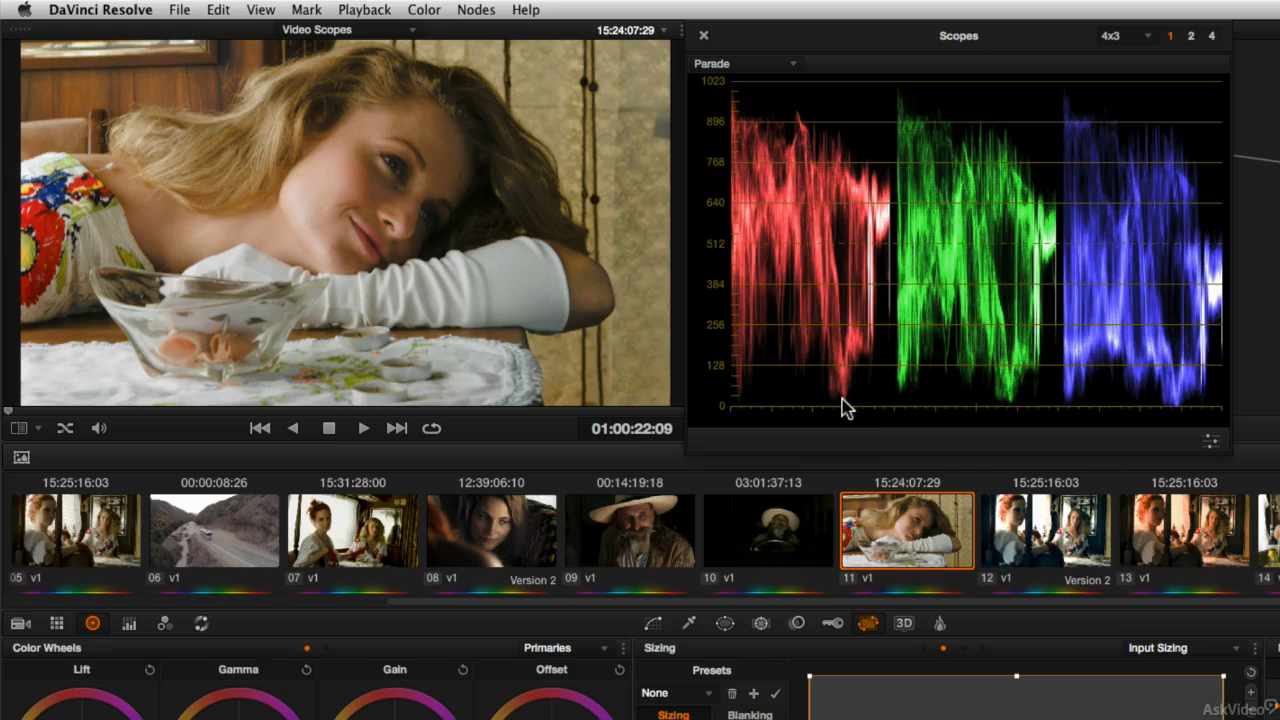 DaVinci Resolve File Edit View Mark Playback Color Nodes Help
Video Scopes 15:24:07:29
Scopes 4x3 1 2 4
Parade
1023
896
768
640
512
384
256
128
0
01:00:22:09
15:25:16:03 00:00:08:26 15:31:28:00 12:39:06:10 00:14:19:18 03:01:37:13 15:24:07:29 15:25:16:03 15:25:16:03
05 v1 06 v1 07 v1 08 v1 Version 2 09 v1 10 v1 11 v1 12 v1 Version 2 13 v1 14
3D
Color Wheels Primaries Sizing Input Sizing
Lift Gamma Gain Offset Presets
None
Sizing Blanking
AskVideo